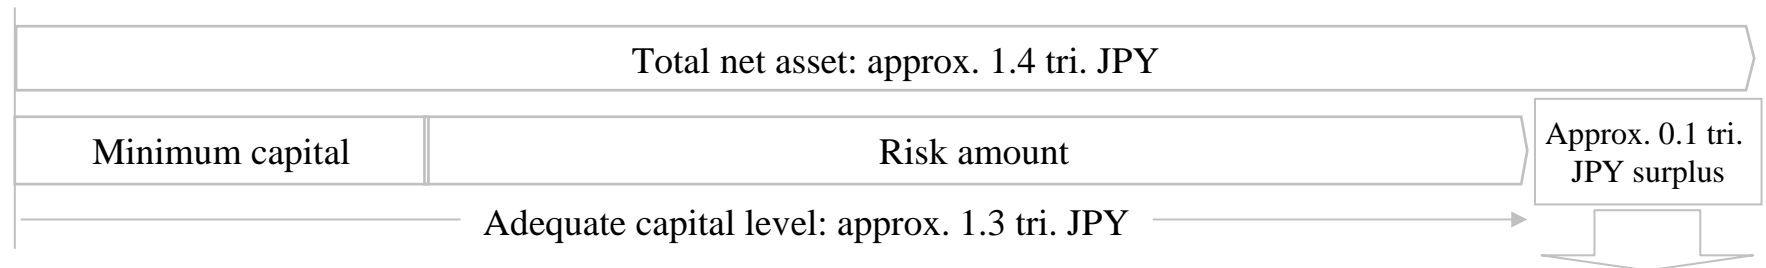 Total net asset: approx. 1.4 tri. JPY
Minimum capital
Risk amount
Approx. 0.1 tri.
JPY surplus
Adequate capital level: approx. 1.3 tri. JPY